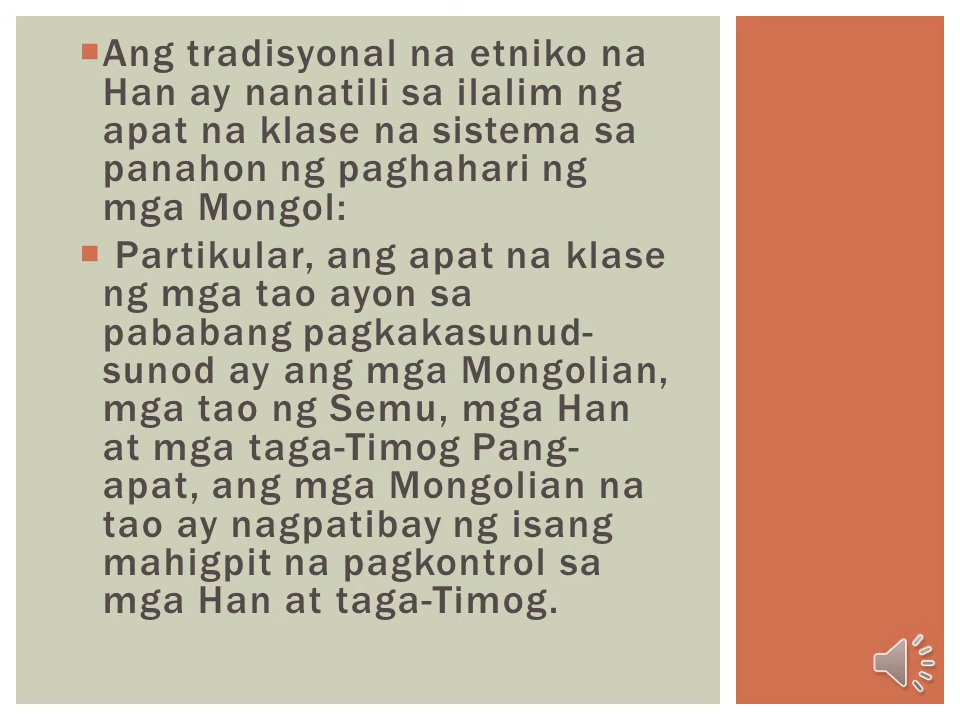 Ang tradisyonal na etniko na
Han ay nanatili sa ilalim ng
apat na klase na sistema sa
panahon ng paghahari ng
mga Mongol:
Partikular, ang apat na klase
ng mga tao ayon sa
pababang pagkakasunud-
sunod ay ang mga Mongolian,
mga tao ng Semu, mga Han
at mga taga-Timog Pang-
apat, ang mga Mongolian na
tao ay nagpatibay ng isang
mahigpit na pagkontrol sa
mga Han at taga-Timog.